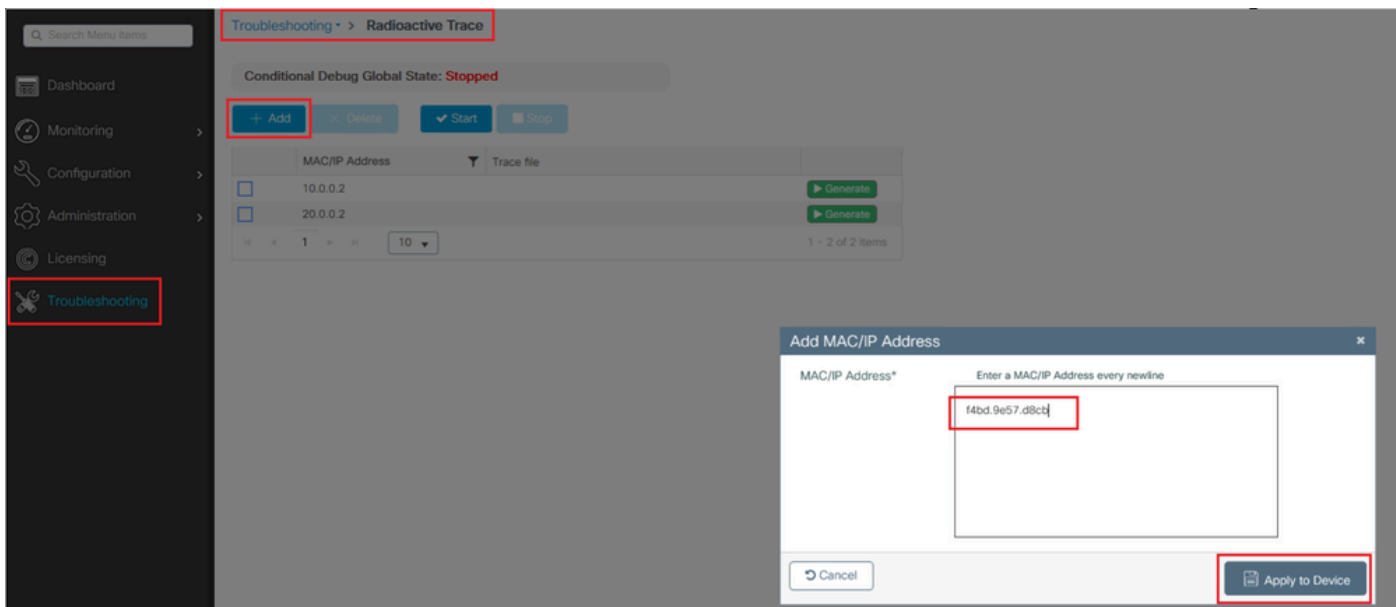 Search Menu Items
Dashboard
Monitoring
Configuration
Administration
Licensing
Troubleshooting
Troubleshooting > Radioactive Trace
Conditional Debug Global State: Stopped
+ Add
× Delete
✔ Start
Stop
MAC/IP Address Trace file
10.0.0.2 Generate
20.0.0.2 Generate
1 10 1 - 2 of 2 items
Add MAC/IP Address ×
MAC/IP Address* Enter a MAC/IP Address every newline
f4bd.9e57.d8cb
Cancel Apply to Device